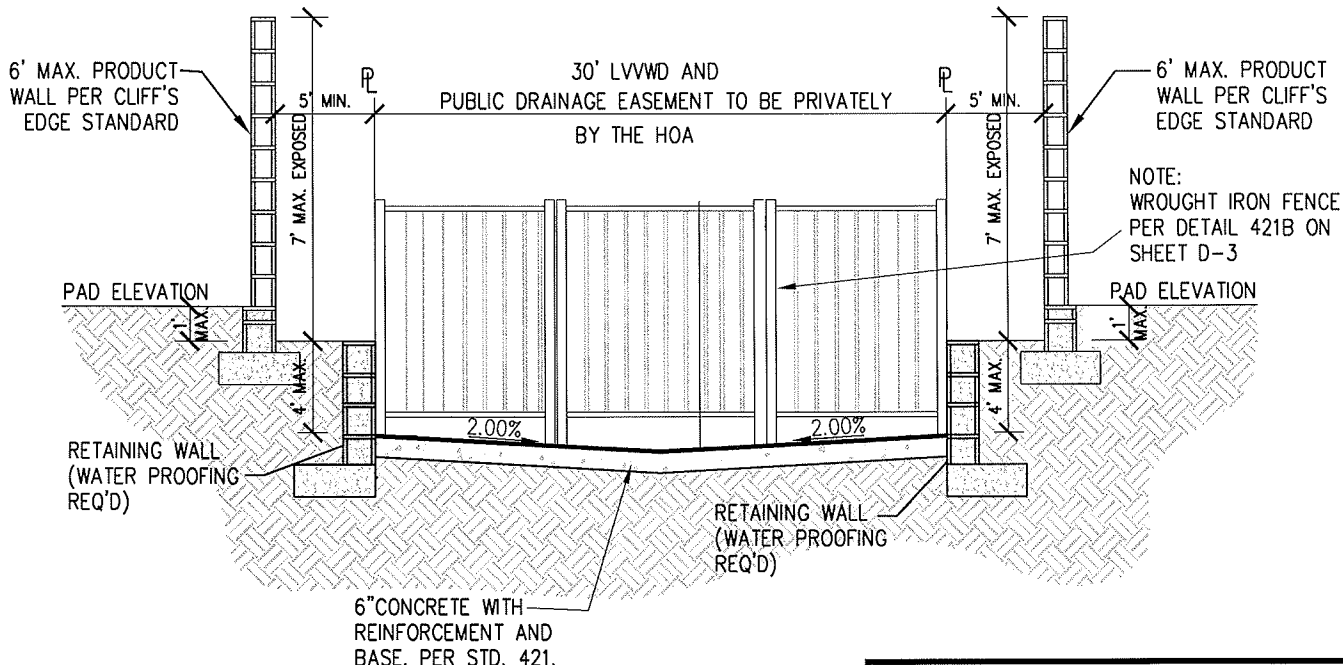 6' MAX. PRODUCT
WALL PER CLIFF'S
EDGE STANDARD
5' MIN.
7' MAX. EXPOSED
PL
30' LVVWD AND
PUBLIC DRAINAGE EASEMENT TO BE PRIVATELY
BY THE HOA
PL
5' MIN.
7' MAX. EXPOSED
6' MAX. PRODUCT
WALL PER CLIFF'S
EDGE STANDARD
NOTE:
WROUGHT IRON FENCE
PER DETAIL 421B ON
SHEET D-3
PAD ELEVATION
1'
MAX.
4' MAX.
PAD ELEVATION
1'
MAX.
4' MAX.
2.00%
2.00%
RETAINING WALL
(WATER PROOFING
REQ'D)
RETAINING WALL
(WATER PROOFING
REQ'D)
6"CONCRETE WITH
REINFORCEMENT AND
BASE. PER STD. 421.